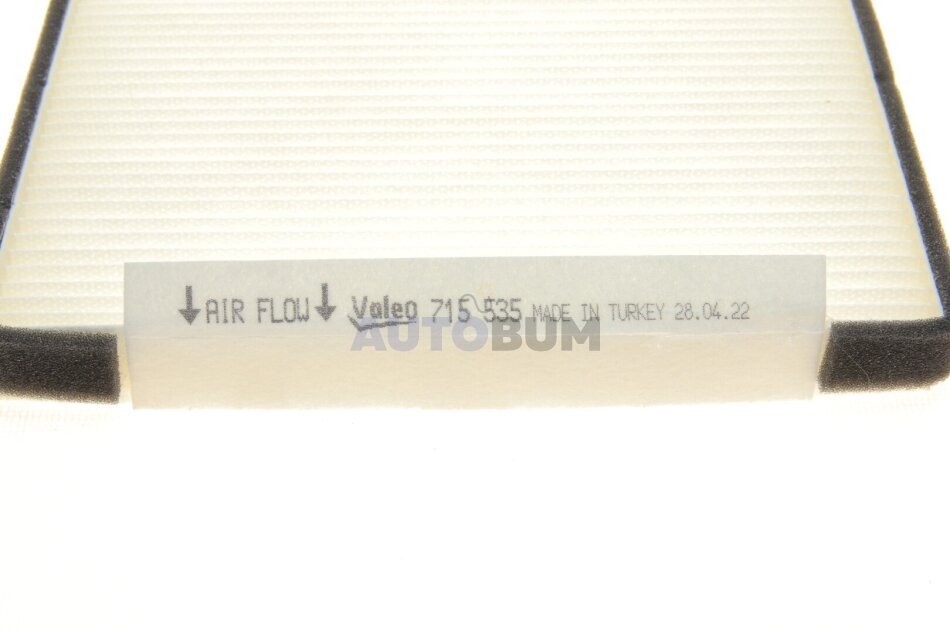 ↓AIR FLOW↓ Valeo 715 535 MADE IN TURKEY 28.04.22
AUTOBUM